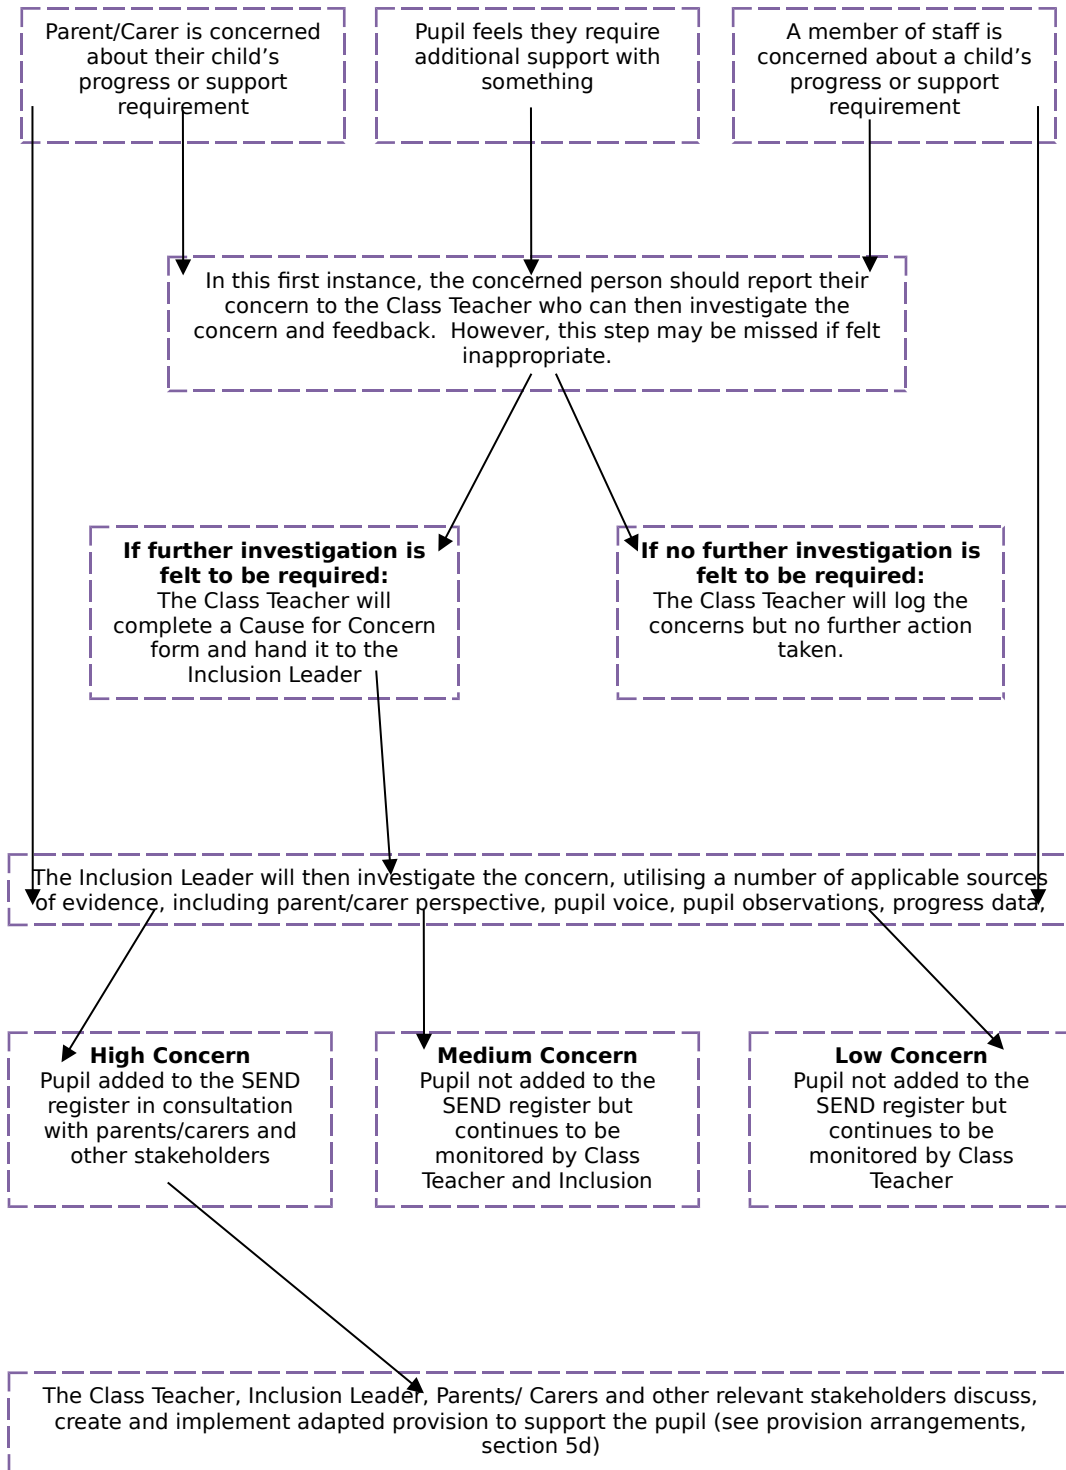 Parent/Carer is concerned
about their child’s
progress or support
requirement
Pupil feels they require
additional support with
something
A member of staff is
concerned about a child’s
progress or support
requirement
In this first instance, the concerned person should report their
concern to the Class Teacher who can then investigate the
concern and feedback.  However, this step may be missed if felt
inappropriate.
If further investigation is
felt to be required:
The Class Teacher will
complete a Cause for Concern
form and hand it to the
Inclusion Leader
If no further investigation is
felt to be required:
The Class Teacher will log the
concerns but no further action
taken.
The Inclusion Leader will then investigate the concern, utilising a number of applicable sources
of evidence, including parent/carer perspective, pupil voice, pupil observations, progress data,
High Concern
Pupil added to the SEND
register in consultation
with parents/carers and
other stakeholders
Medium Concern
Pupil not added to the
SEND register but
continues to be
monitored by Class
Teacher and Inclusion
Low Concern
Pupil not added to the
SEND register but
continues to be
monitored by Class
Teacher
The Class Teacher, Inclusion Leader, Parents/ Carers and other relevant stakeholders discuss,
create and implement adapted provision to support the pupil (see provision arrangements,
section 5d)